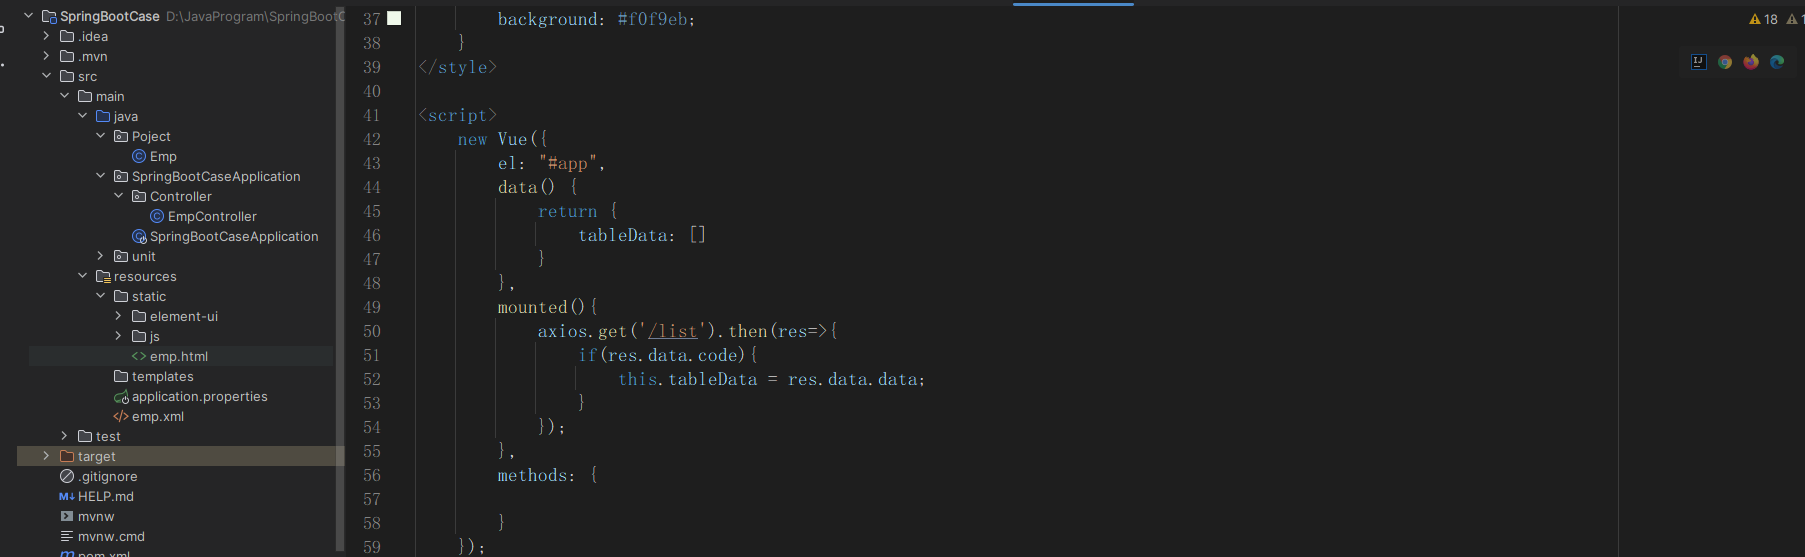 SpringBootCase D:\JavaProgram\SpringBootC
.idea
.mvn
src
main
java
Poject
Emp
SpringBootCaseApplication
Controller
EmpController
SpringBootCaseApplication
unit
resources
static
element-ui
js
emp.html
templates
application.properties
emp.xml
test
target
.gitignore
HELP.md
mvnw
mvnw.cmd
pom.xml
37 background: #f0f9eb;
38 }
39 </style>
40
41 <script>
42 new Vue({
43 el: "#app",
44 data() {
45 return {
46 tableData: []
47 }
48 },
49 mounted(){
50 axios.get('/list').then(res=>{
51 if(res.data.code){
52 this.tableData = res.data.data;
53 }
54 });
55 },
56 methods: {
57
58 }
59 });
18 1